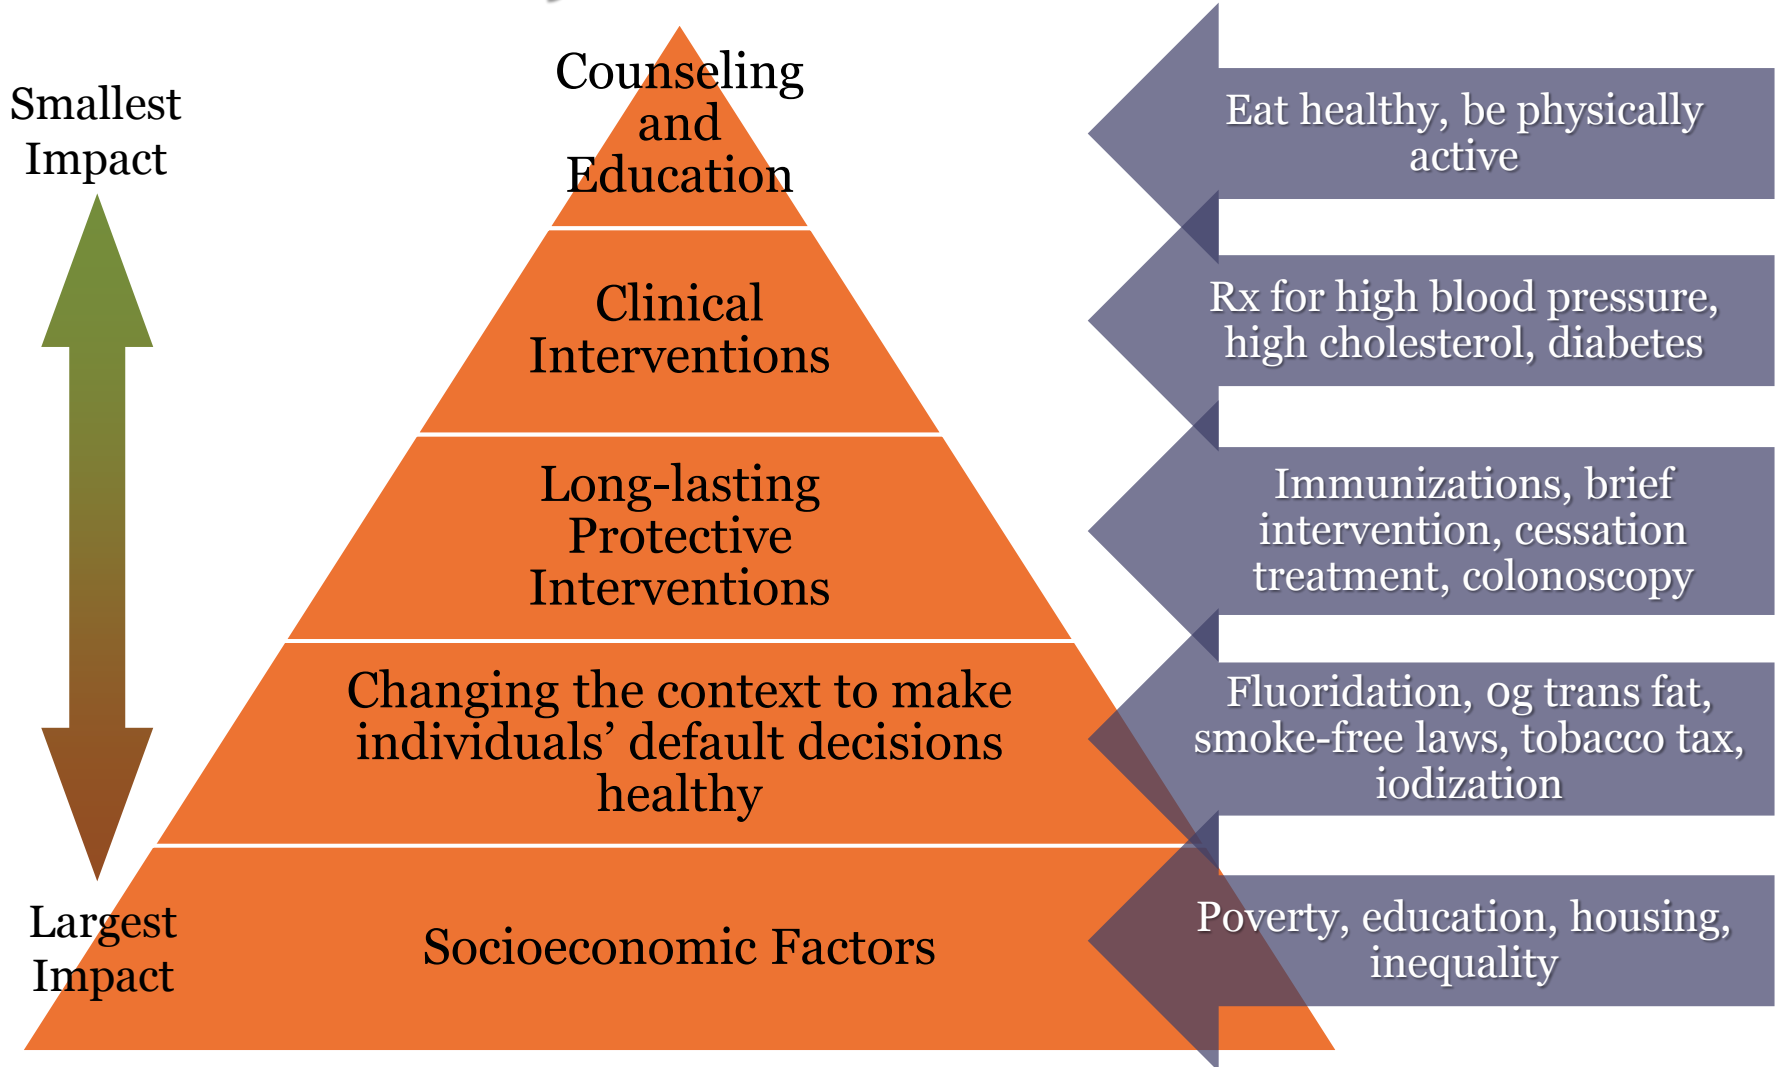 Smallest
Impact
Counseling
and
Education
Eat healthy, be physically
active
Clinical
Interventions
Rx for high blood pressure,
high cholesterol, diabetes
Long-lasting
Protective
Interventions
Immunizations, brief
intervention, cessation
treatment, colonoscopy
Changing the context to make
individuals’ default decisions
healthy
Fluoridation, 0g trans fat,
smoke-free laws, tobacco tax,
iodization
Largest
Impact
Socioeconomic Factors
Poverty, education, housing,
inequality